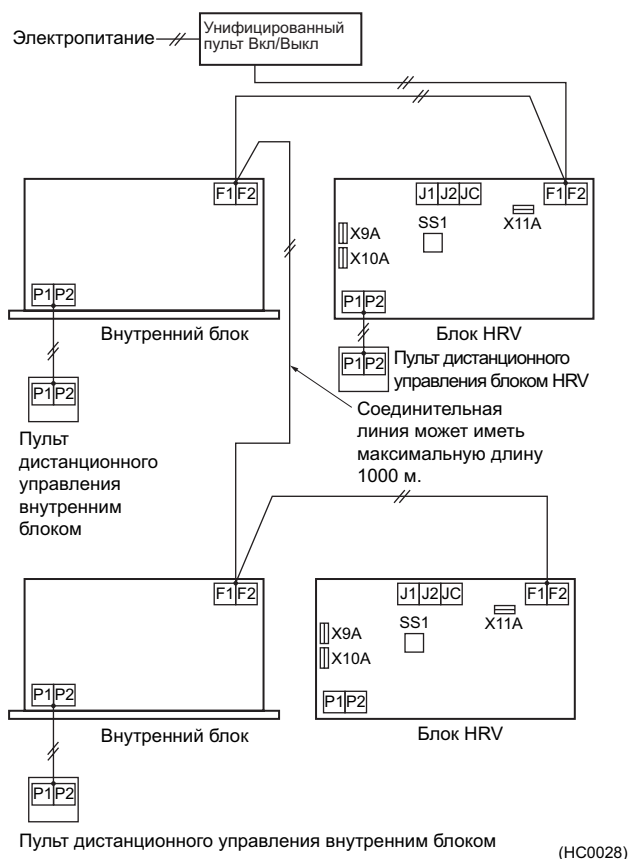 Электропитание
Унифицированный
пульт Вкл/Выкл
F1 F2
J1 J2 JC
F1 F2
SS1
X11A
X9A
X10A
P1 P2
P1 P2
Внутренний блок
Блок HRV
P1 P2
Пульт дистанционного
управления блоком HRV
P1 P2
Пульт
дистанционного
управления
внутренним
блоком
Соединительная
линия может иметь
максимальную длину
1000 м.
F1 F2
J1 J2 JC
F1 F2
SS1
X11A
X9A
X10A
P1 P2
P1 P2
Внутренний блок
Блок HRV
P1 P2
Пульт дистанционного управления внутренним блоком
(HC0028)